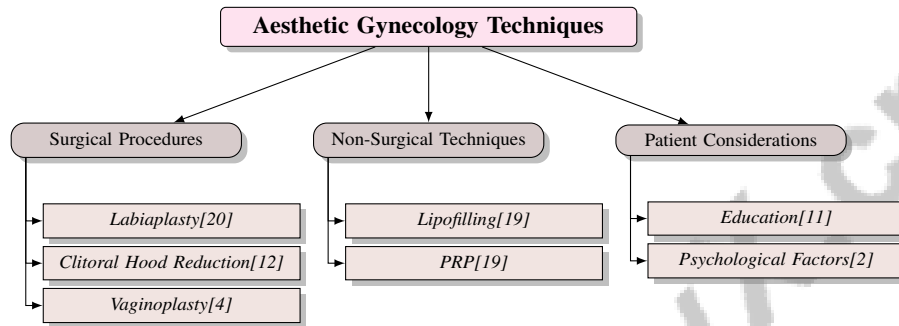 Aesthetic Gynecology Techniques
Surgical Procedures
Non-Surgical Techniques
Patient Considerations
Labiaplasty[20]
Clitoral Hood Reduction[12]
Vaginoplasty[4]
Lipofilling[19]
PRP[19]
Education[11]
Psychological Factors[2]